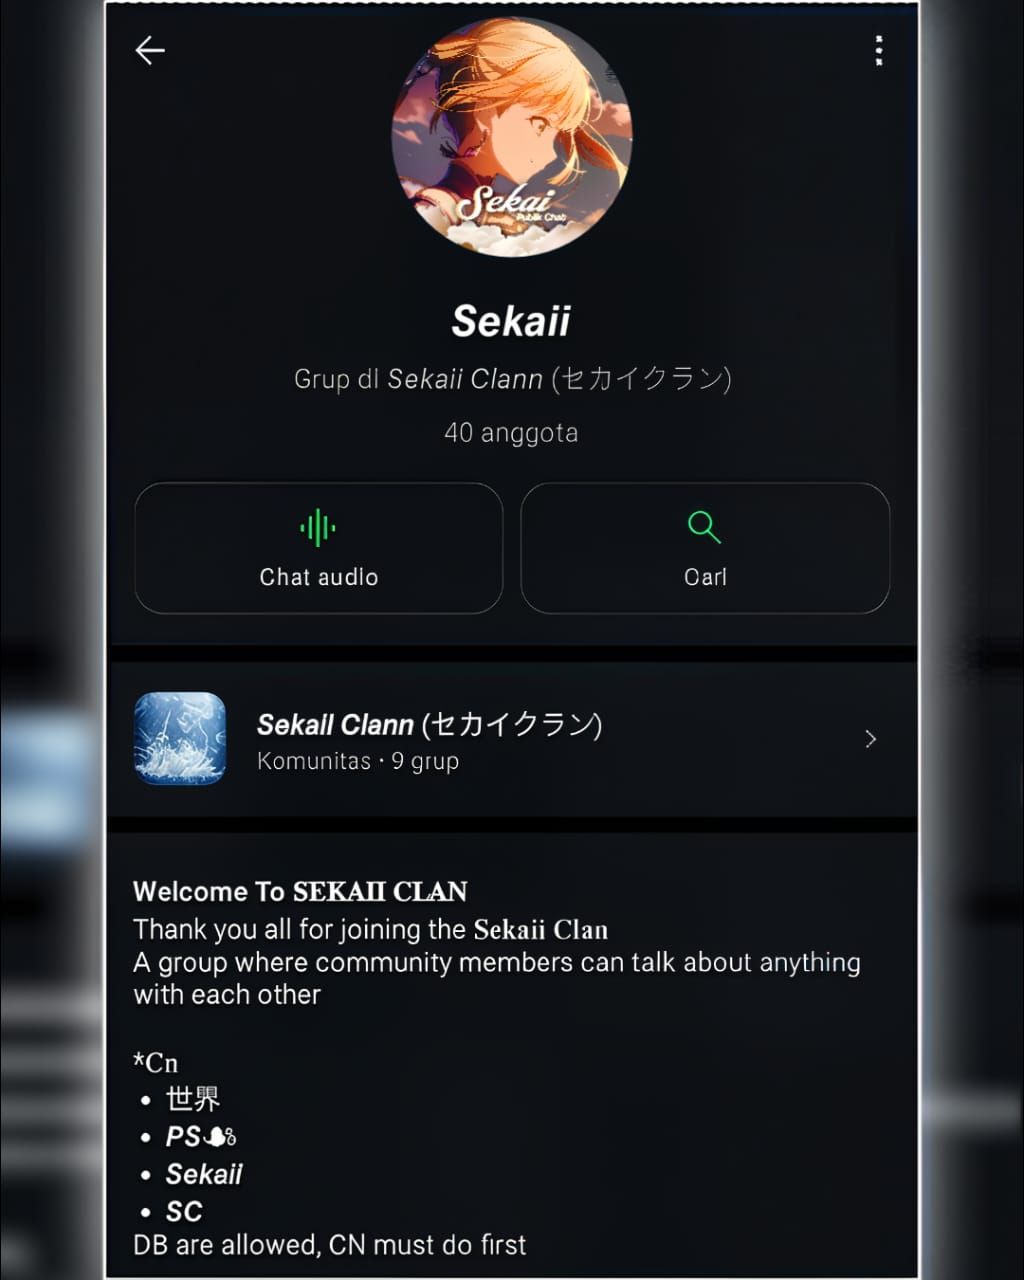 Sekai
Publik Chat
Sekaii
Grup dl Sekaii Clann (セカイクラン)
40 anggota
Chat audio
Oarl
Sekail Clann (セカイクラン)
Komunitas · 9 grup
Welcome To SEKAII CLAN
Thank you all for joining the Sekaii Clan
A group where community members can talk about anything
with each other
*Cn
• 世界
• PS
• Sekaii
• SC
DB are allowed, CN must do first